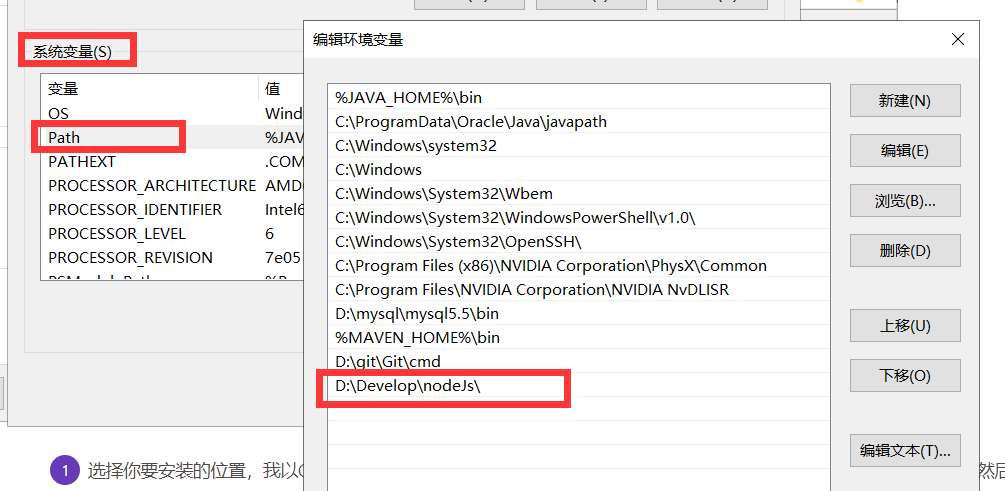 系统变量(S)
变量 值
OS Wind
Path %JAV
PATHEXT .COM
PROCESSOR_ARCHITECTURE AMD
PROCESSOR_IDENTIFIER Intel6
PROCESSOR_LEVEL 6
PROCESSOR_REVISION 7e05
编辑环境变量
%JAVA_HOME%\bin
C:\ProgramData\Oracle\Java\javapath
C:\Windows\system32
C:\Windows
C:\Windows\System32\Wbem
C:\Windows\System32\WindowsPowerShell\v1.0\
C:\Windows\System32\OpenSSH\
C:\Program Files (x86)\NVIDIA Corporation\PhysX\Common
C:\Program Files\NVIDIA Corporation\NVIDIA NvDLISR
D:\mysql\mysql5.5\bin
%MAVEN_HOME%\bin
D:\git\Git\cmd
D:\Develop\nodeJs\
新建(N)
编辑(E)
浏览(B)...
删除(D)
上移(U)
下移(O)
编辑文本(T)...
1 选择你要安装的位置，我以
然后